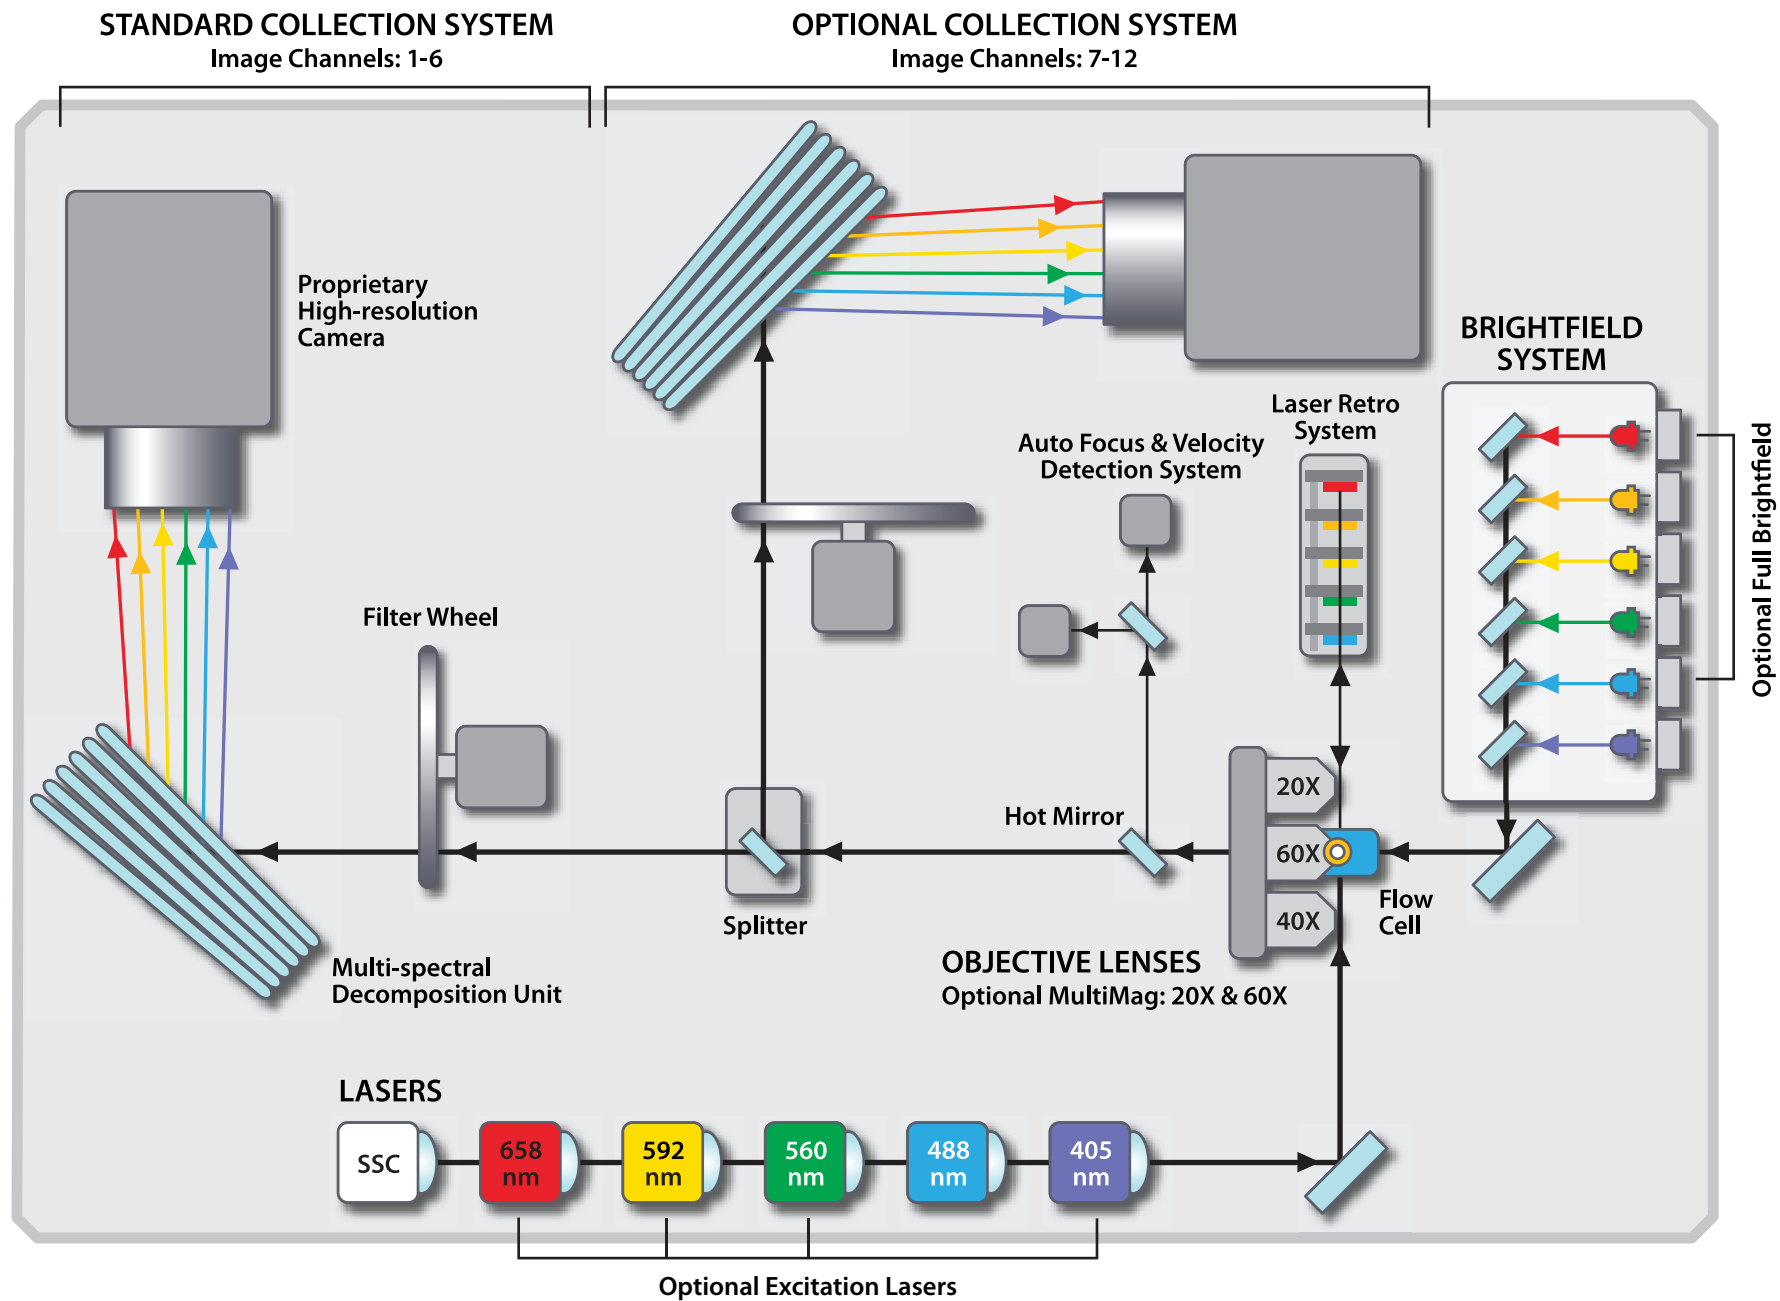 STANDARD COLLECTION SYSTEM
Image Channels: 1-6
OPTIONAL COLLECTION SYSTEM
Image Channels: 7-12
Proprietary
High-resolution
Camera
BRIGHTFIELD
SYSTEM
Laser Retro
System
Auto Focus & Velocity
Detection System
Optional Full Brightfield
Filter Wheel
20X
Hot Mirror
60X
Flow
Cell
40X
Splitter
OBJECTIVE LENSES
Optional MultiMag: 20X & 60X
Multi-spectral
Decomposition Unit
LASERS
SSC
658
nm
592
nm
560
nm
488
nm
405
nm
Optional Excitation Lasers